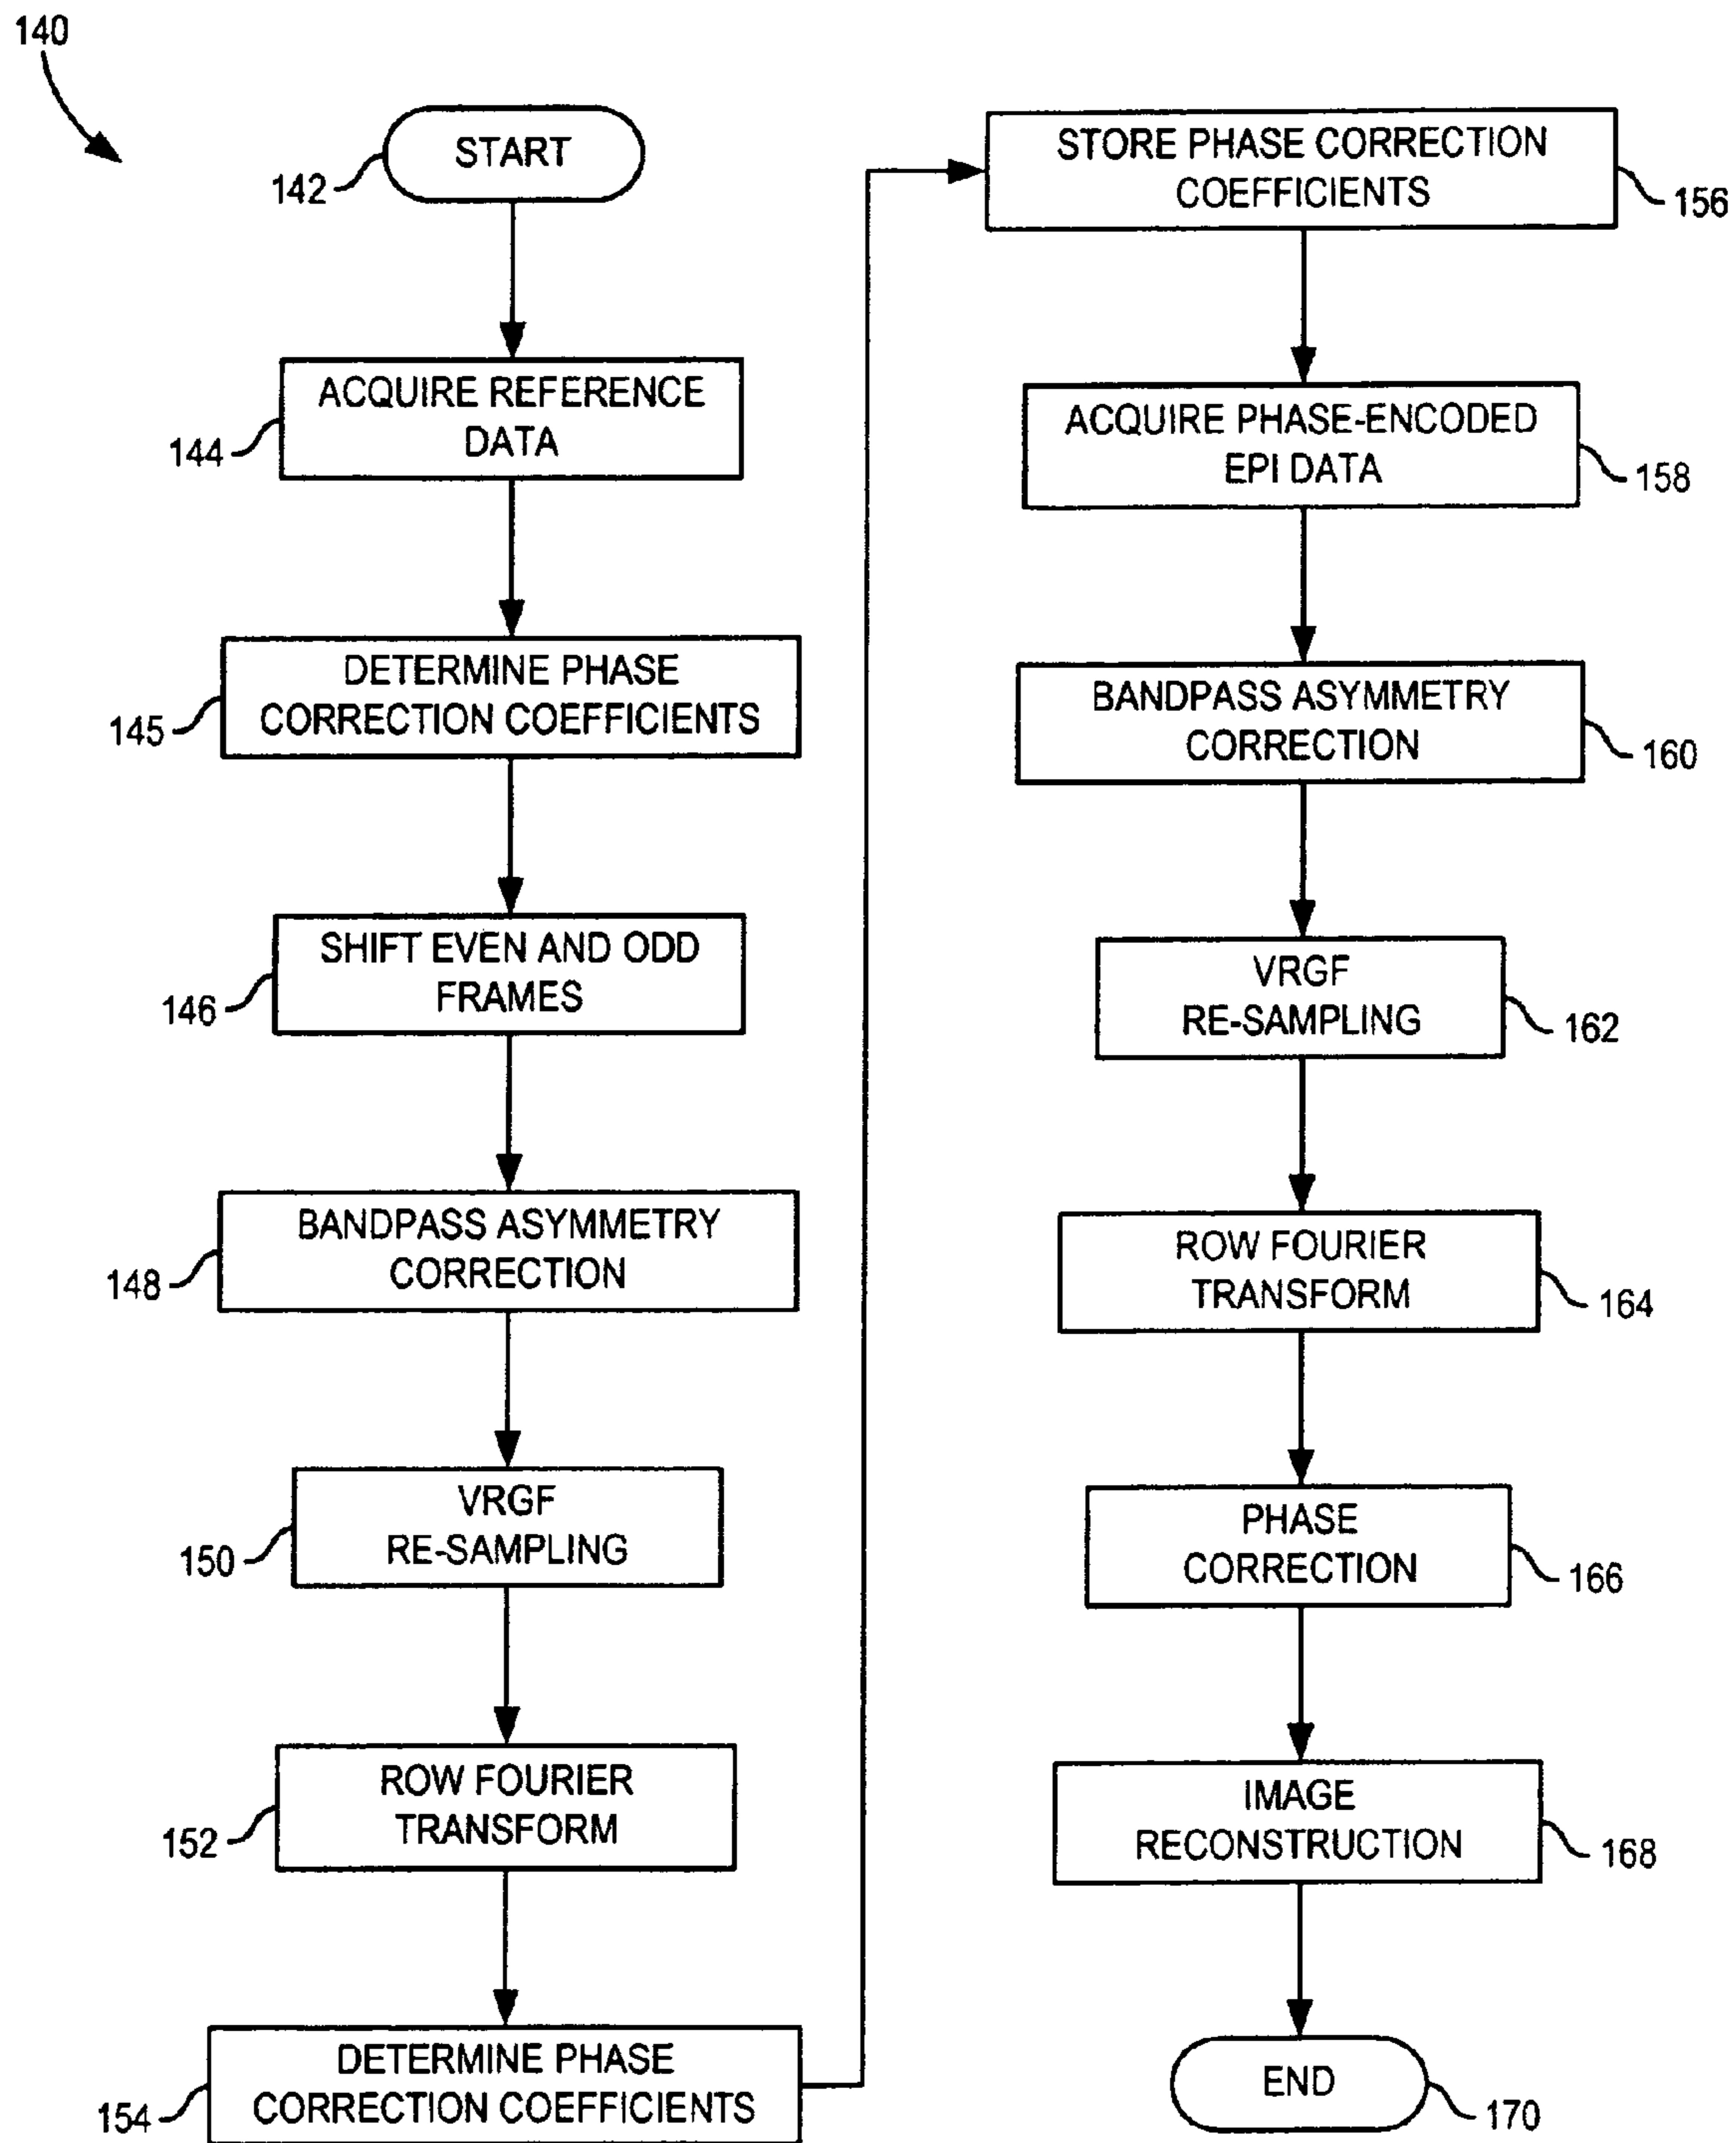 140
START
142
ACQUIRE REFERENCE
DATA
144
DETERMINE PHASE
CORRECTION COEFFICIENTS
145
SHIFT EVEN AND ODD
FRAMES
146
BANDPASS ASYMMETRY
CORRECTION
148
VRGF
RE-SAMPLING
150
ROW FOURIER
TRANSFORM
152
DETERMINE PHASE
CORRECTION COEFFICIENTS
154
STORE PHASE CORRECTION
COEFFICIENTS
156
ACQUIRE PHASE-ENCODED
EPI DATA
158
BANDPASS ASYMMETRY
CORRECTION
160
VRGF
RE-SAMPLING
162
ROW FOURIER
TRANSFORM
164
PHASE
CORRECTION
166
IMAGE
RECONSTRUCTION
168
END
170